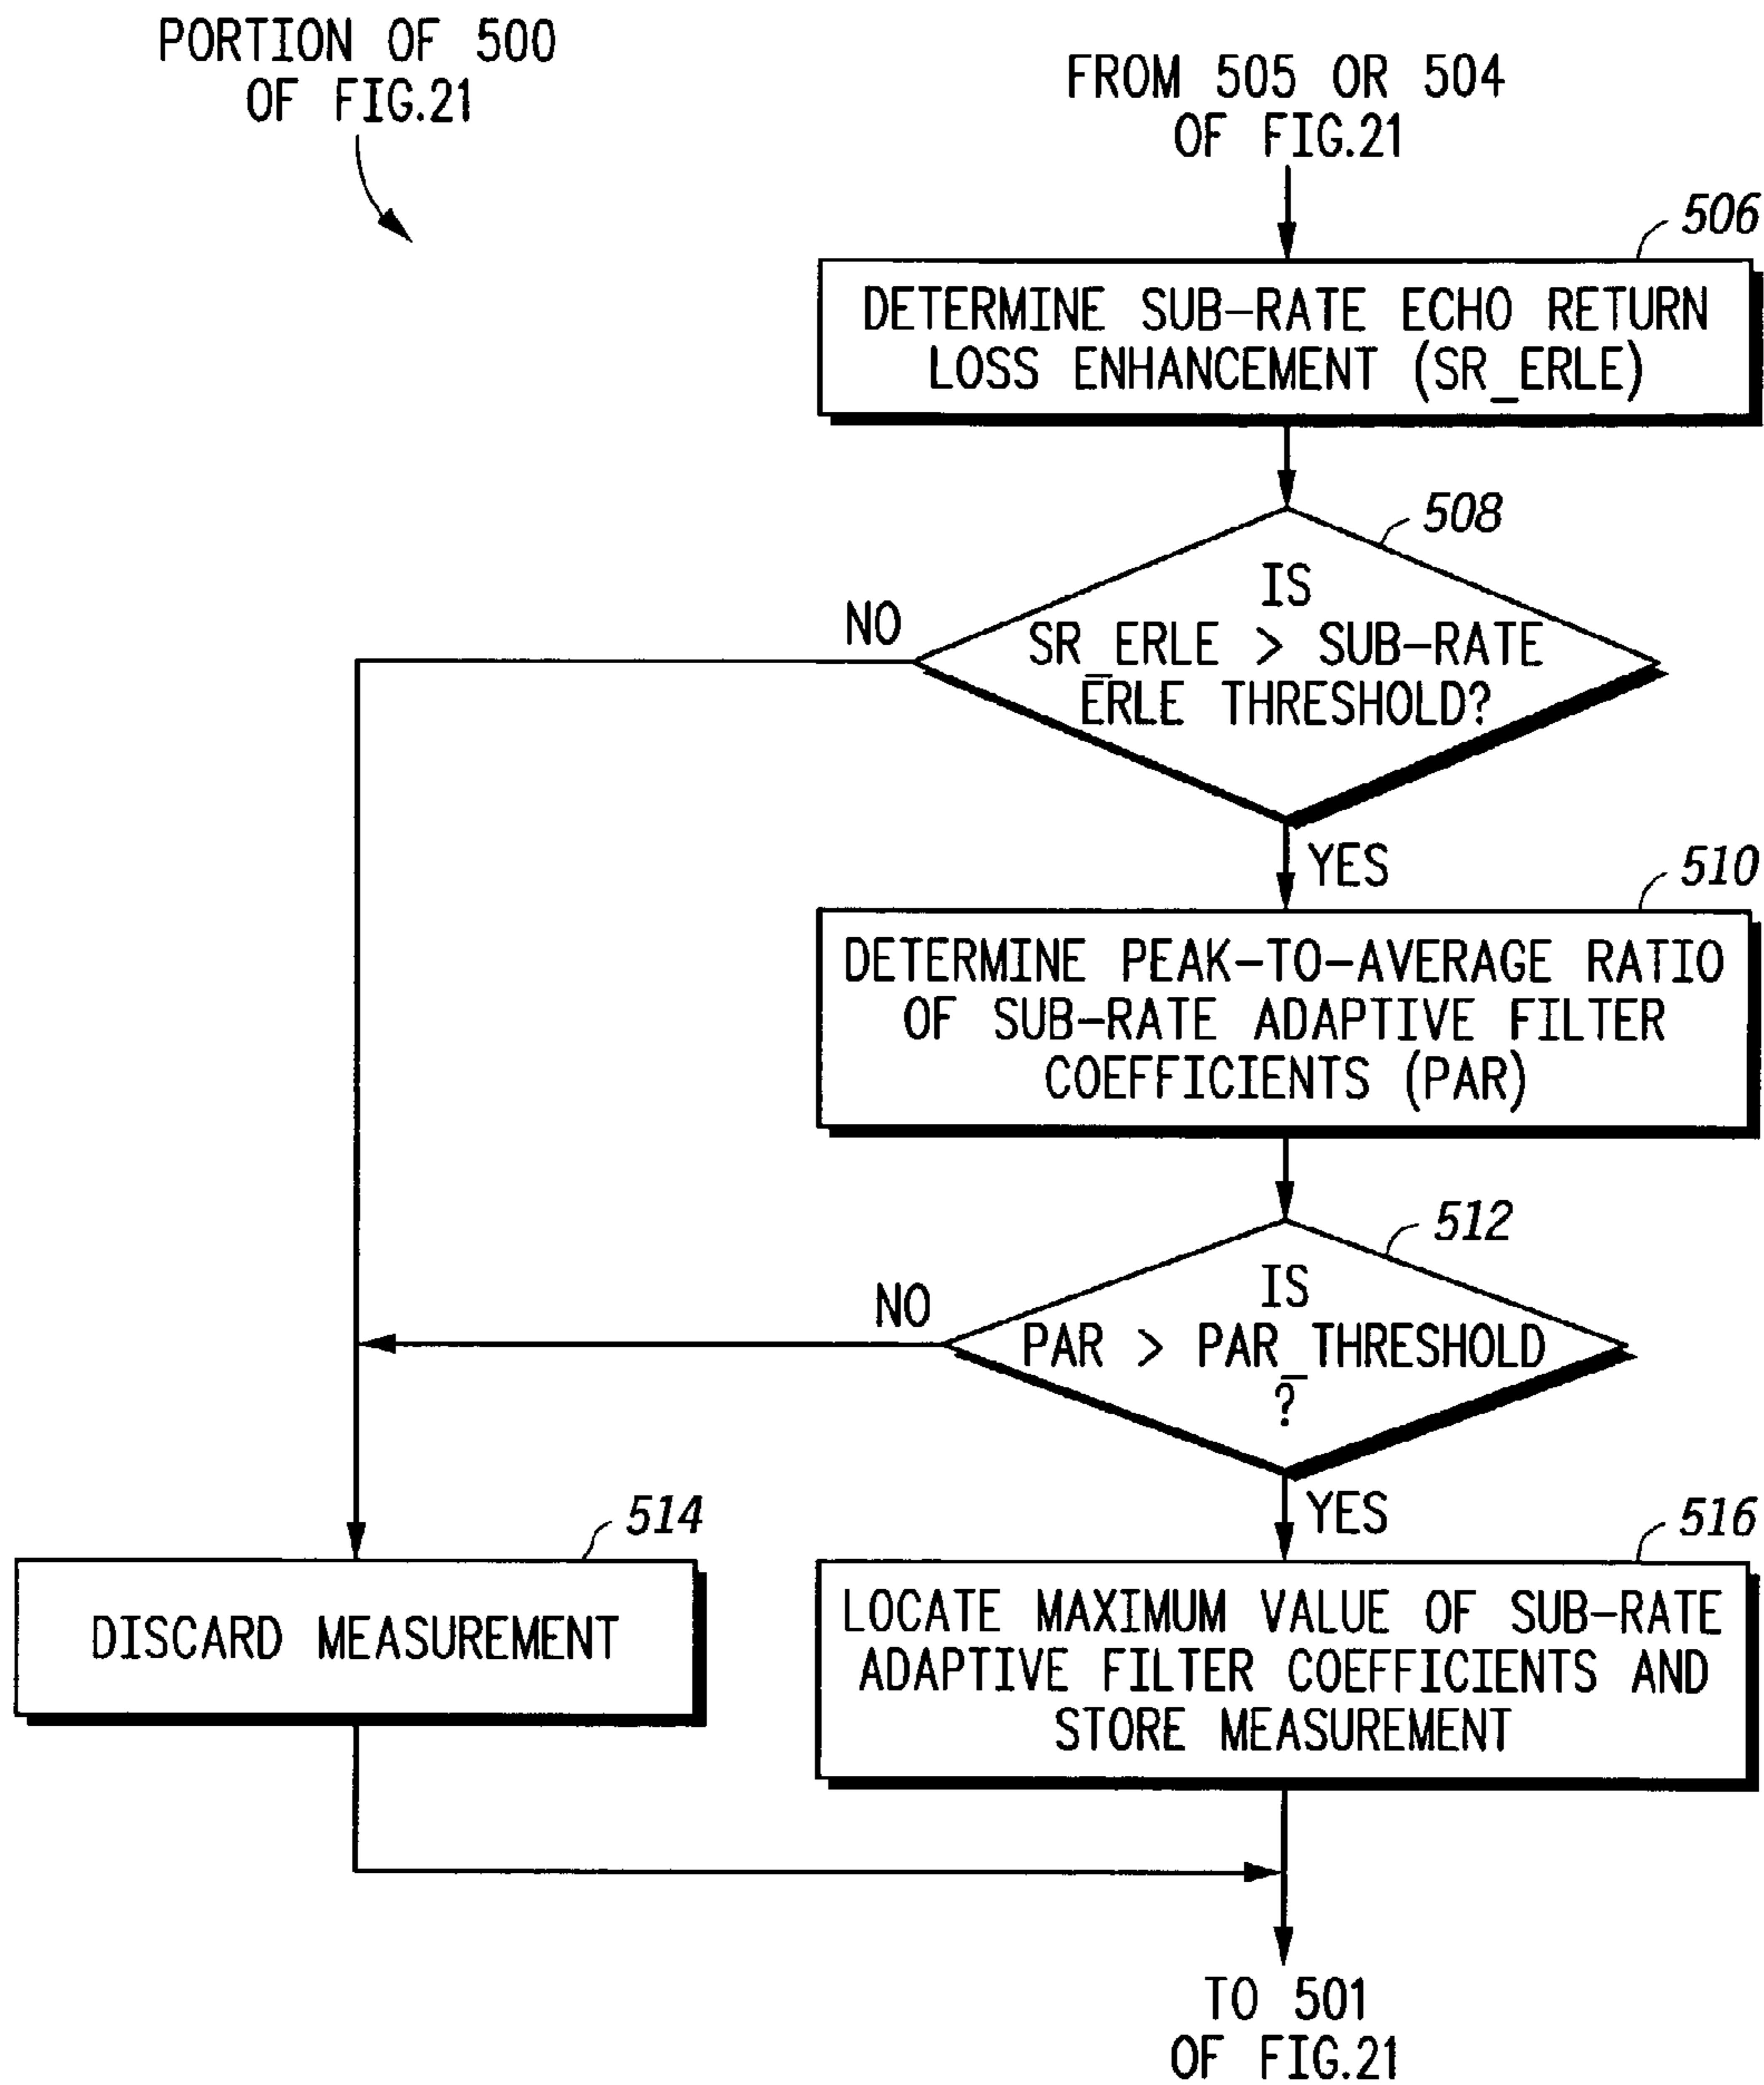 PORTION OF 500
OF FIG.21
FROM 505 OR 504
OF FIG.21
506
DETERMINE SUB-RATE ECHO RETURN
LOSS ENHANCEMENT (SR_ERLE)
508
IS
SR_ERLE > SUB-RATE
ERLE THRESHOLD?
NO
YES
510
DETERMINE PEAK-TO-AVERAGE RATIO
OF SUB-RATE ADAPTIVE FILTER
COEFFICIENTS (PAR)
512
IS
PAR > PAR_THRESHOLD
?
NO
YES
514
DISCARD MEASUREMENT
516
LOCATE MAXIMUM VALUE OF SUB-RATE
ADAPTIVE FILTER COEFFICIENTS AND
STORE MEASUREMENT
TO 501
OF FIG.21